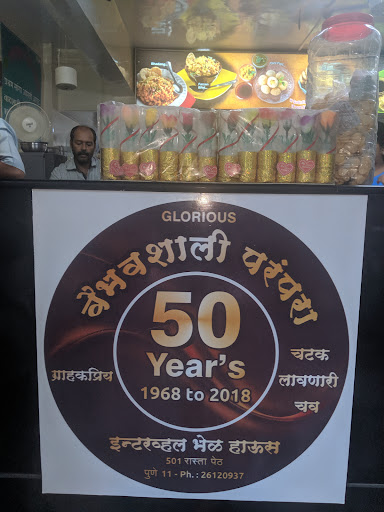 GLORIOUS
वैभवशाली परंपरा
50
Year's
1968 to 2018
ग्राहकप्रिय
चटक
लावणारी
चव
इन्टरव्हल भेळ हाऊस
501 रास्ता पेठ
पुणे 11 - Ph. : 26120937